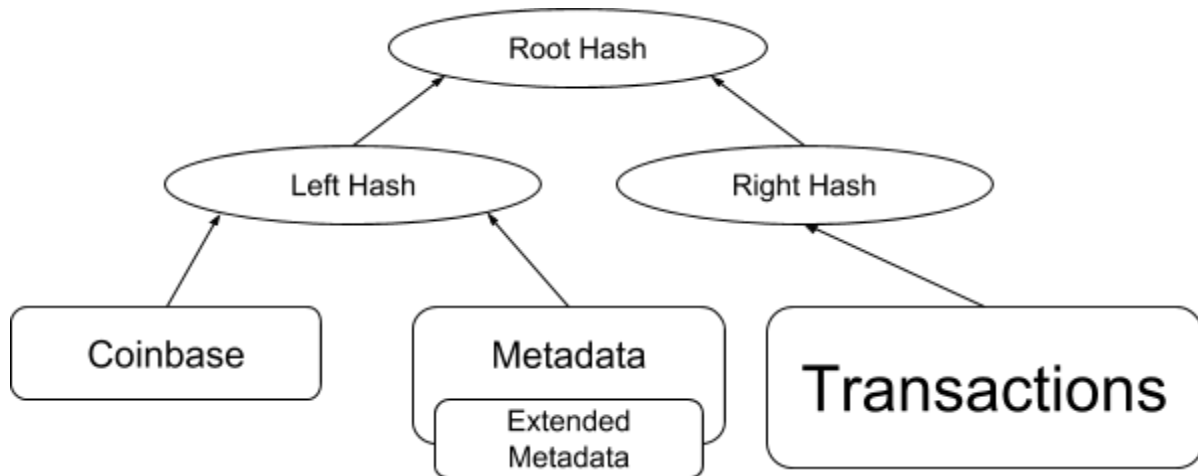 Root Hash
Left Hash
Right Hash
Coinbase
Metadata
Extended
Metadata
Transactions